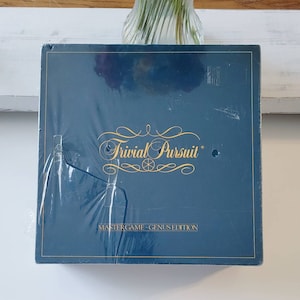 Trivial Pursuit®
MASTER GAME - GENUS EDITION